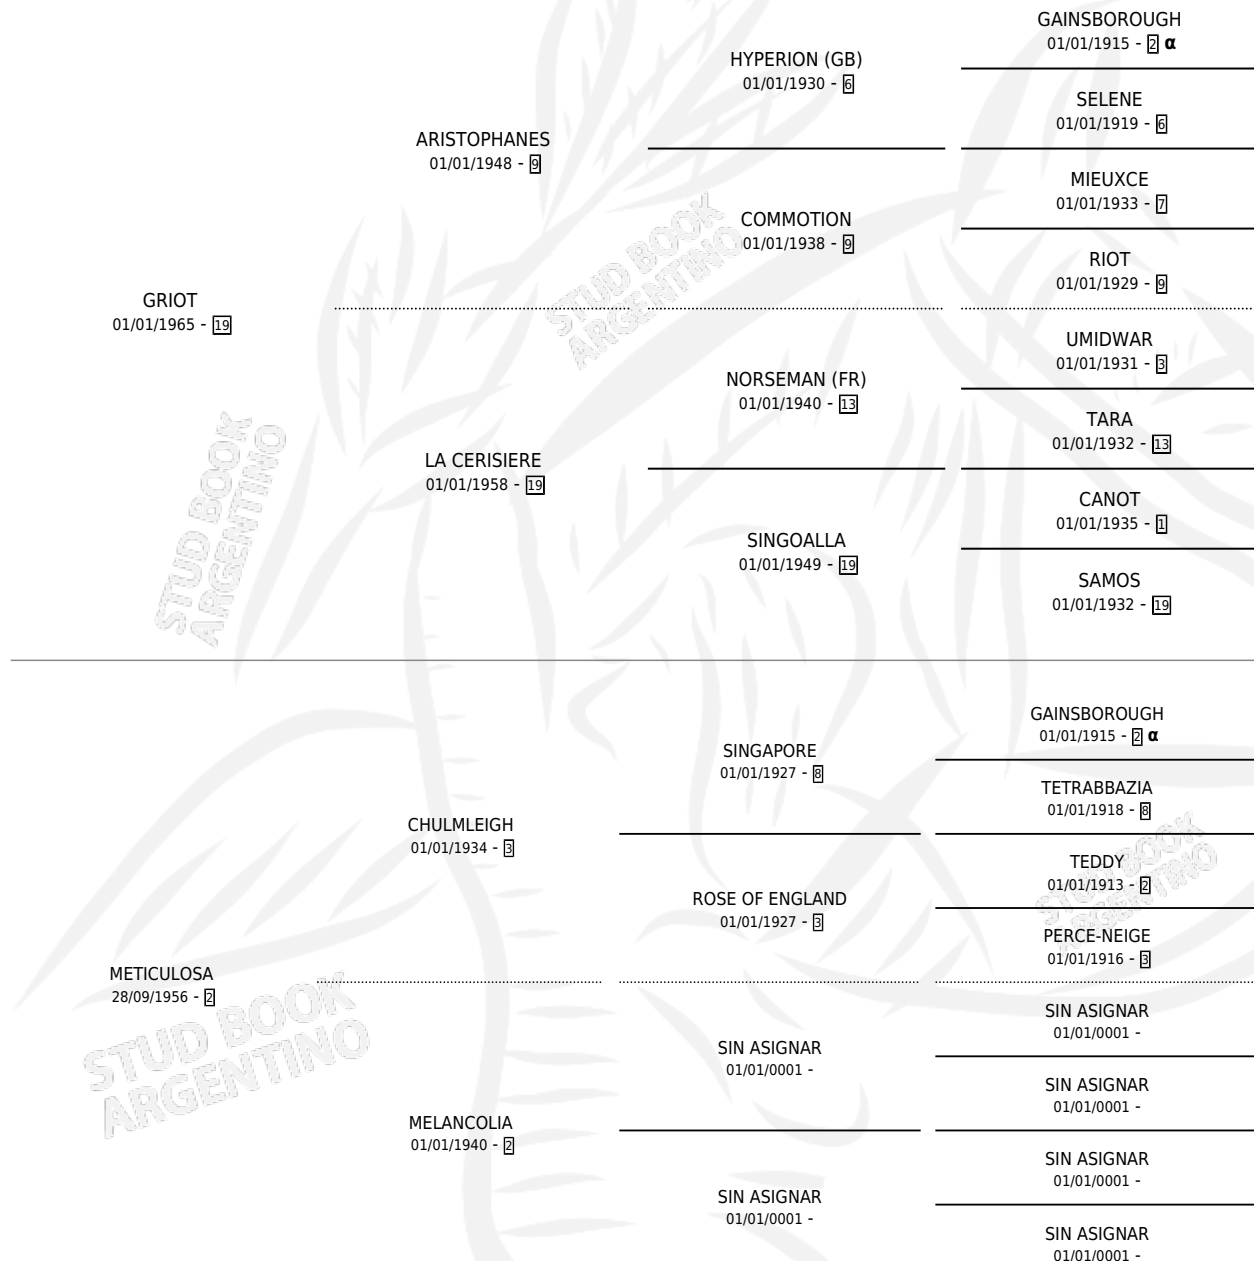 GAINSBOROUGH
01/01/1915 - 2 α
HYPERION (GB)
01/01/1930 - 6
SELENE
01/01/1919 - 6
ARISTOPHANES
01/01/1948 - 9
MIEUXCE
01/01/1933 - 7
COMMOTION
01/01/1938 - 9
RIOT
01/01/1929 - 9
GRIOT
01/01/1965 - 19
UMIDWAR
01/01/1931 - 3
NORSEMAN (FR)
01/01/1940 - 13
TARA
01/01/1932 - 13
LA CERISIERE
01/01/1958 - 19
CANOT
01/01/1935 - 1
SINGOALLA
01/01/1949 - 19
SAMOS
01/01/1932 - 19
GAINSBOROUGH
01/01/1915 - 2 α
SINGAPORE
01/01/1927 - 8
TETRABBAZIA
01/01/1918 - 8
CHULMLEIGH
01/01/1934 - 3
TEDDY
01/01/1913 - 2
ROSE OF ENGLAND
01/01/1927 - 3
PERCE-NEIGE
01/01/1916 - 3
METICULOSA
28/09/1956 - 2
SIN ASIGNAR
01/01/0001 -
SIN ASIGNAR
01/01/0001 -
SIN ASIGNAR
01/01/0001 -
MELANCOLIA
01/01/1940 - 2
SIN ASIGNAR
01/01/0001 -
SIN ASIGNAR
01/01/0001 -
SIN ASIGNAR
01/01/0001 -
STUD BOOK
ARGENTINO
STUD BOOK
ARGENTINO
STUD BOOK
ARGENTINO
STUD BOOK
ARGENTINO